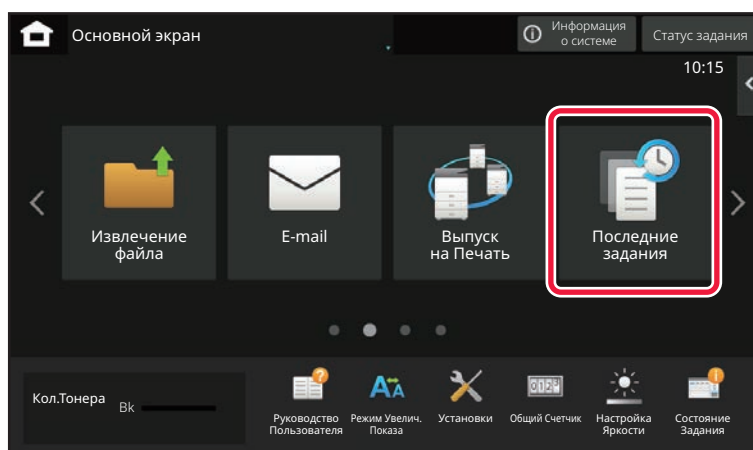 Основной экран
Информация
о системе
Статус задания
10:15
Извлечение
файла
E-mail
Выпуск
на Печать
Последние
задания
Кол.Тонера
Bk
Руководство
Пользователя
Режим Увелич.
Показа
Установки
Общий Счетчик
Настройка
Яркости
Состояние
Задания